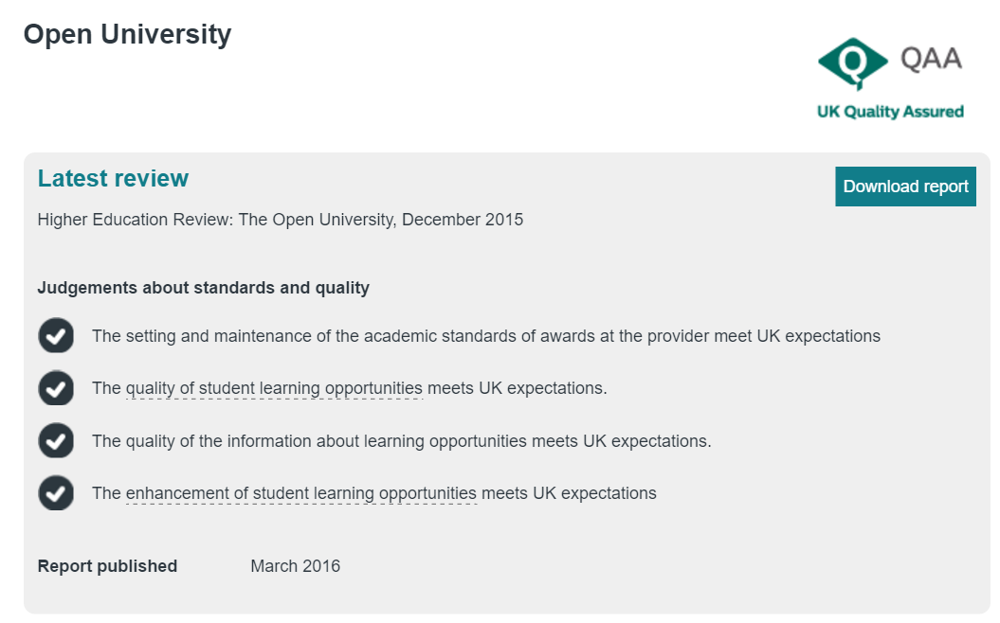 Open University
Q QAA
UK Quality Assured
Latest review
Download report
Higher Education Review: The Open University, December 2015
Judgements about standards and quality
The setting and maintenance of the academic standards of awards at the provider meet UK expectations
The quality of student learning opportunities meets UK expectations.
The quality of the information about learning opportunities meets UK expectations.
The enhancement of student learning opportunities meets UK expectations
Report published March 2016